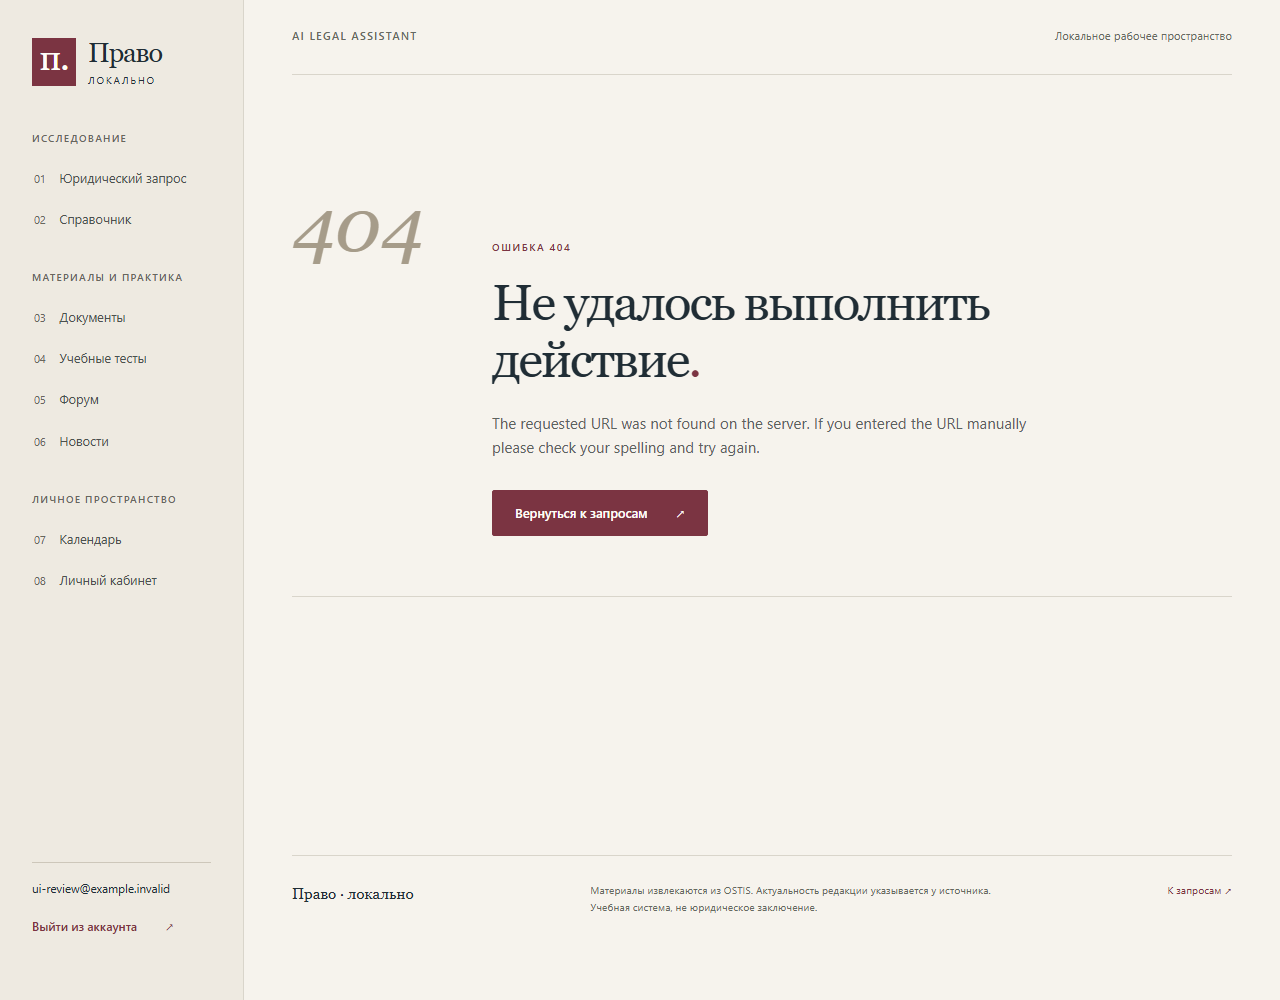 П.
Право
ЛОКАЛЬНО
ИССЛЕДОВАНИЕ
01 Юридический запрос
02 Справочник
МАТЕРИАЛЫ И ПРАКТИКА
03 Документы
04 Учебные тесты
05 Форум
06 Новости
ЛИЧНОЕ ПРОСТРАНСТВО
07 Календарь
08 Личный кабинет
ui-review@example.invalid
Выйти из аккаунта ↗
AI LEGAL ASSISTANT
Локальное рабочее пространство
404
ОШИБКА 404
Не удалось выполнить
действие.
The requested URL was not found on the server. If you entered the URL manually
please check your spelling and try again.
Вернуться к запросам ↗
Право · локально
Материалы извлекаются из OSTIS. Актуальность редакции указывается у источника.
Учебная система, не юридическое заключение.
К запросам ↗